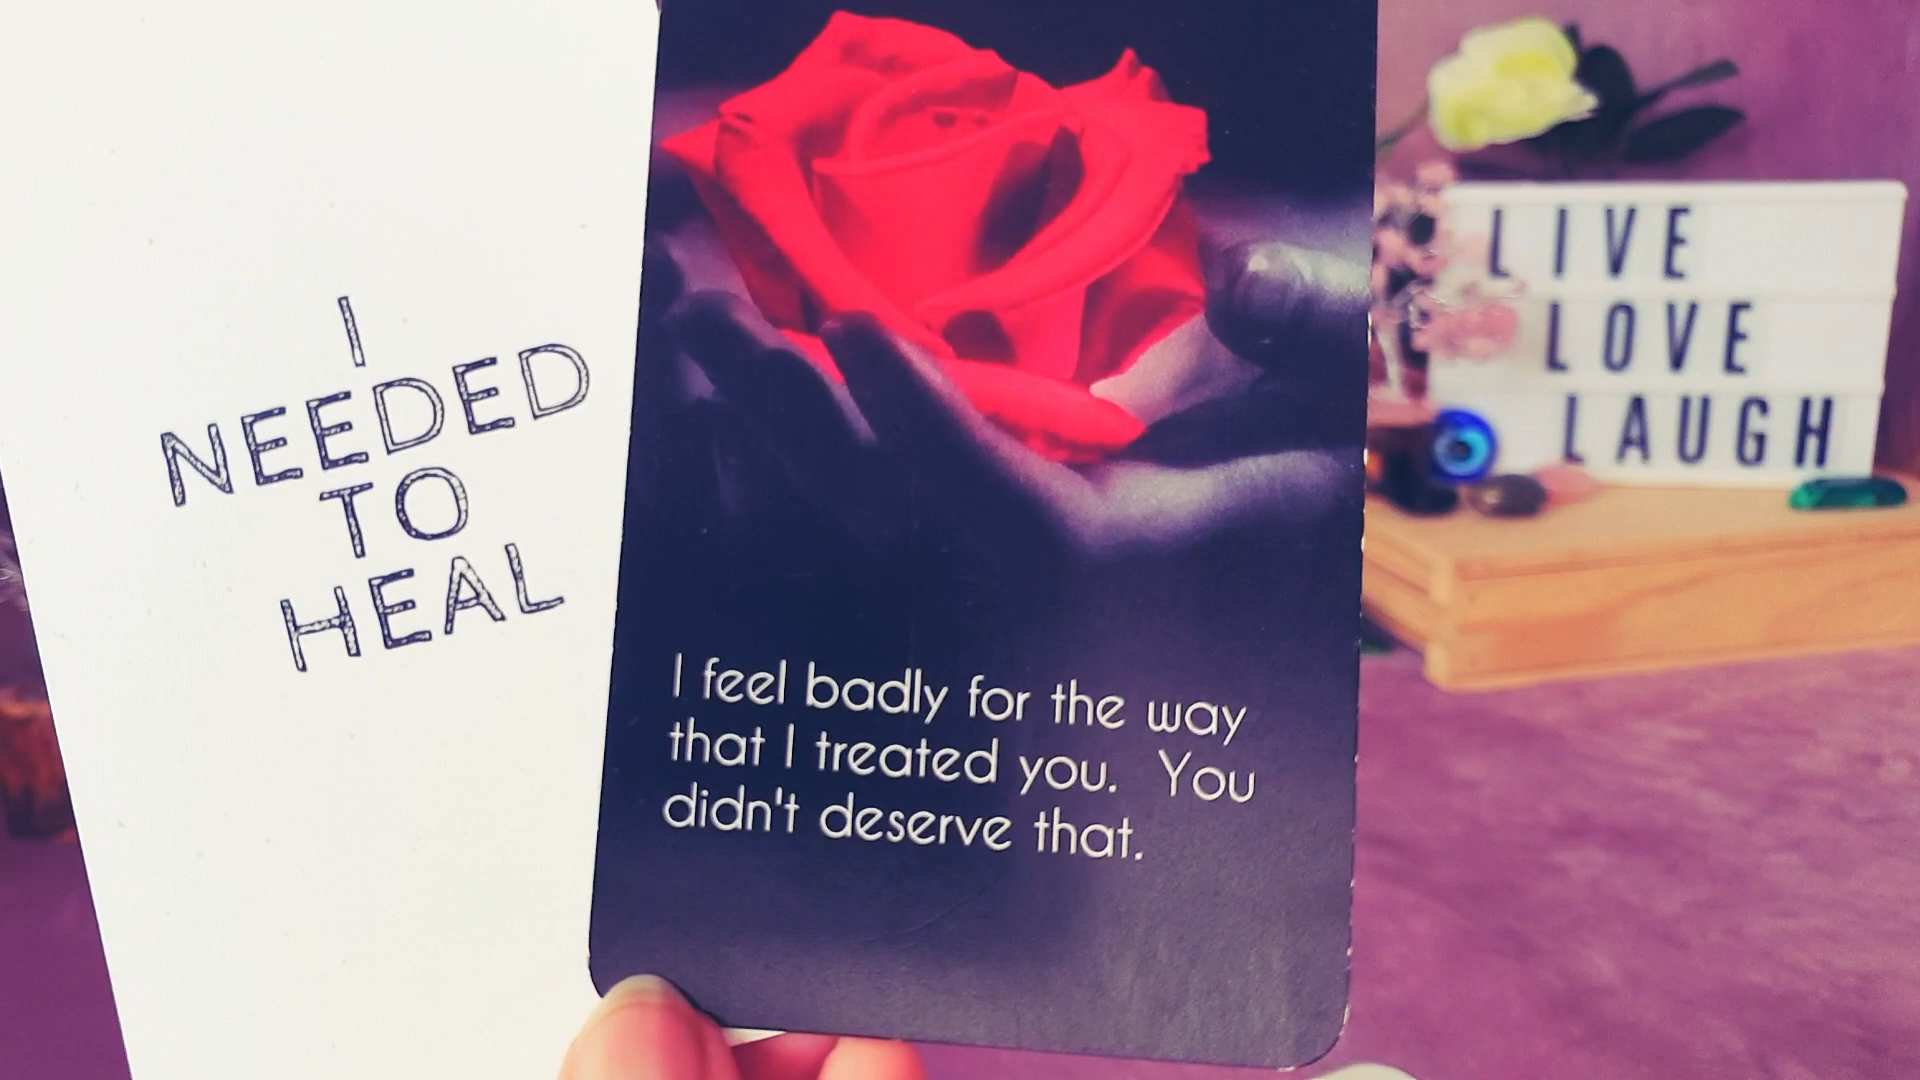 I
NEEDED
TO
HEAL
I feel badly for the way
that I treated you.  You
didn't deserve that.
LIVE
LOVE
LAUGH